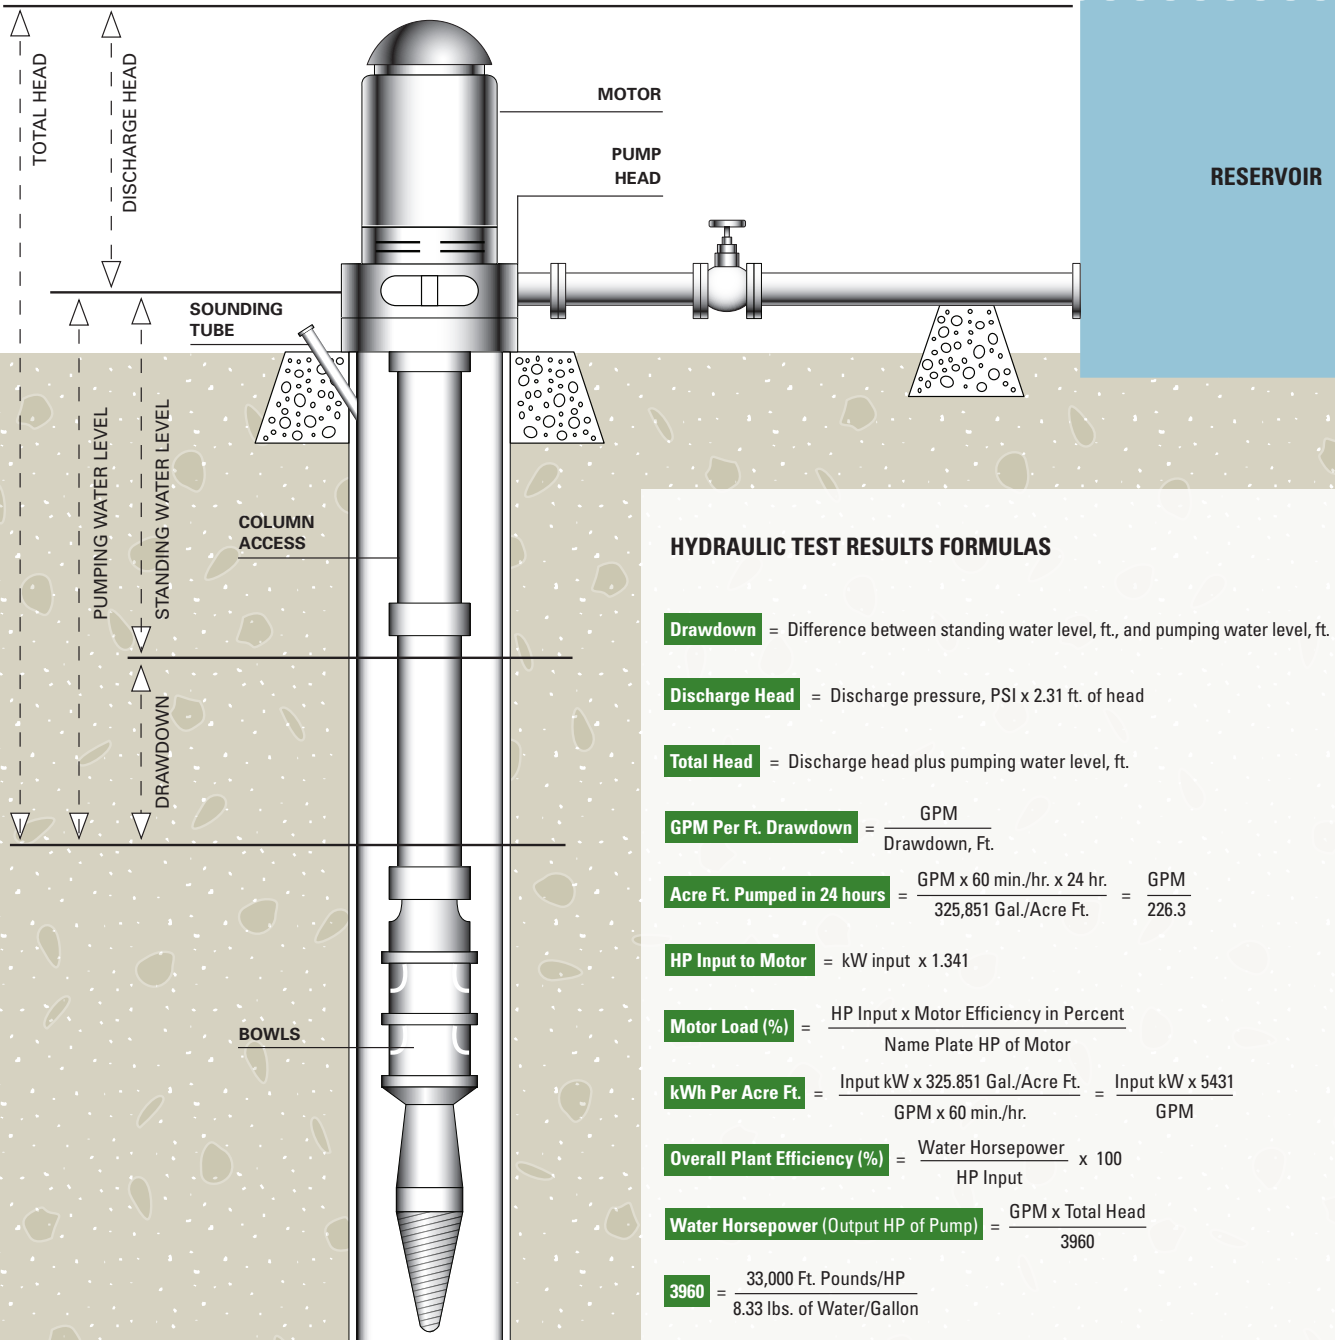 TOTAL HEAD
DISCHARGE HEAD
MOTOR
PUMP
HEAD
RESERVOIR
SOUNDING
TUBE
PUMPING WATER LEVEL
STANDING WATER LEVEL
COLUMN
ACCESS
DRAWDOWN
BOWLS
HYDRAULIC TEST RESULTS FORMULAS
Drawdown = Difference between standing water level, ft., and pumping water level, ft.
Discharge Head = Discharge pressure, PSI x 2.31 ft. of head
Total Head = Discharge head plus pumping water level, ft.
GPM
GPM Per Ft. Drawdown =
Drawdown, Ft.
GPM x 60 min./hr. x 24 hr. GPM
Acre Ft. Pumped in 24 hours = =
325,851 Gal./Acre Ft. 226.3
HP Input to Motor = kW input x 1.341
HP Input x Motor Efficiency in Percent
Motor Load (%) =
Name Plate HP of Motor
Input kW x 325.851 Gal./Acre Ft. Input kW x 5431
kWh Per Acre Ft. = =
GPM x 60 min./hr. GPM
Water Horsepower
Overall Plant Efficiency (%) = x 100
HP Input
GPM x Total Head
Water Horsepower (Output HP of Pump) =
3960
33,000 Ft. Pounds/HP
3960 =
8.33 lbs. of Water/Gallon